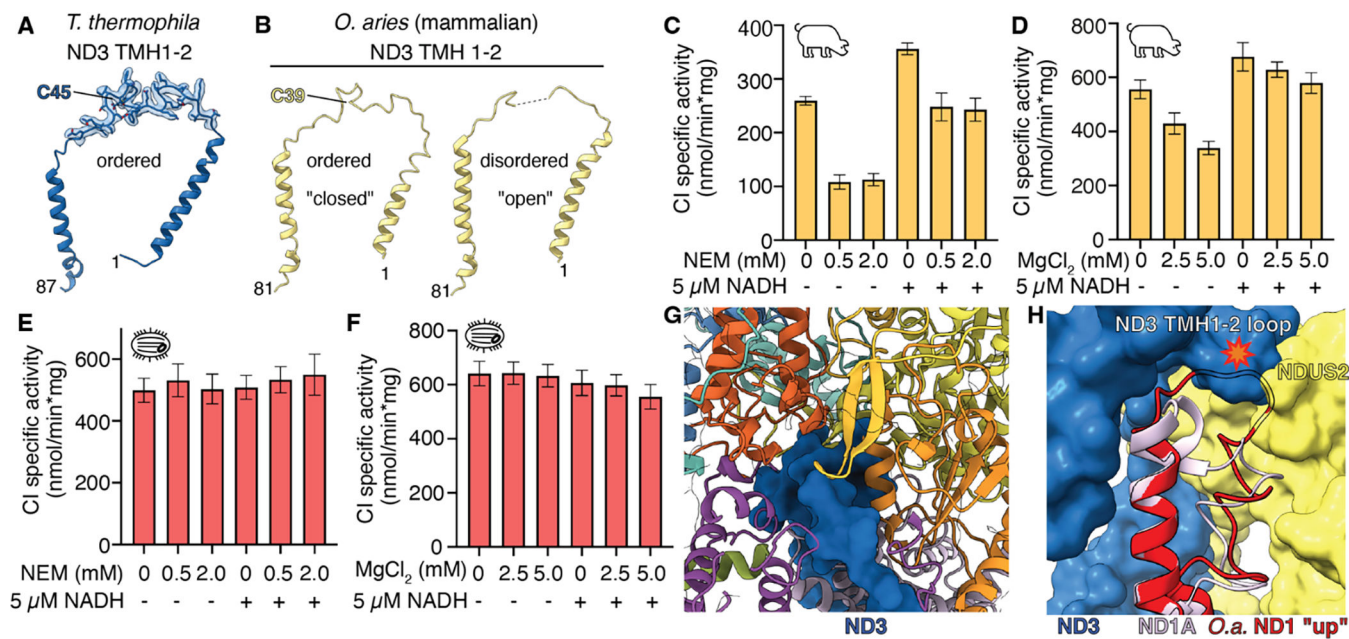 A
T. thermophila
ND3 TMH1-2
C45
ordered
1
87
B
O. aries (mammalian)
ND3 TMH 1-2
C39
ordered
"closed"
disordered
"open"
81
1
81
1
C
CI specific activity
(nmol/min*mg)
400
300
200
100
0
NEM (mM) 0 0.5 2.0 0 0.5 2.0
5 µM NADH - - - + + +
D
CI specific activity
(nmol/min*mg)
800
600
400
200
0
MgCl2 (mM) 0 2.5 5.0 0 2.5 5.0
5 µM NADH - - - + + +
E
CI specific activity
(nmol/min*mg)
600
400
200
0
NEM (mM) 0 0.5 2.0 0 0.5 2.0
5 µM NADH - - - + + +
F
CI specific activity
(nmol/min*mg)
800
600
400
200
0
MgCl2 (mM) 0 2.5 5.0 0 2.5 5.0
5 µM NADH - - - + + +
G
ND3
H
ND3 TMH1-2 loop
NDUS2
ND3 ND1A O.a. ND1 "up"